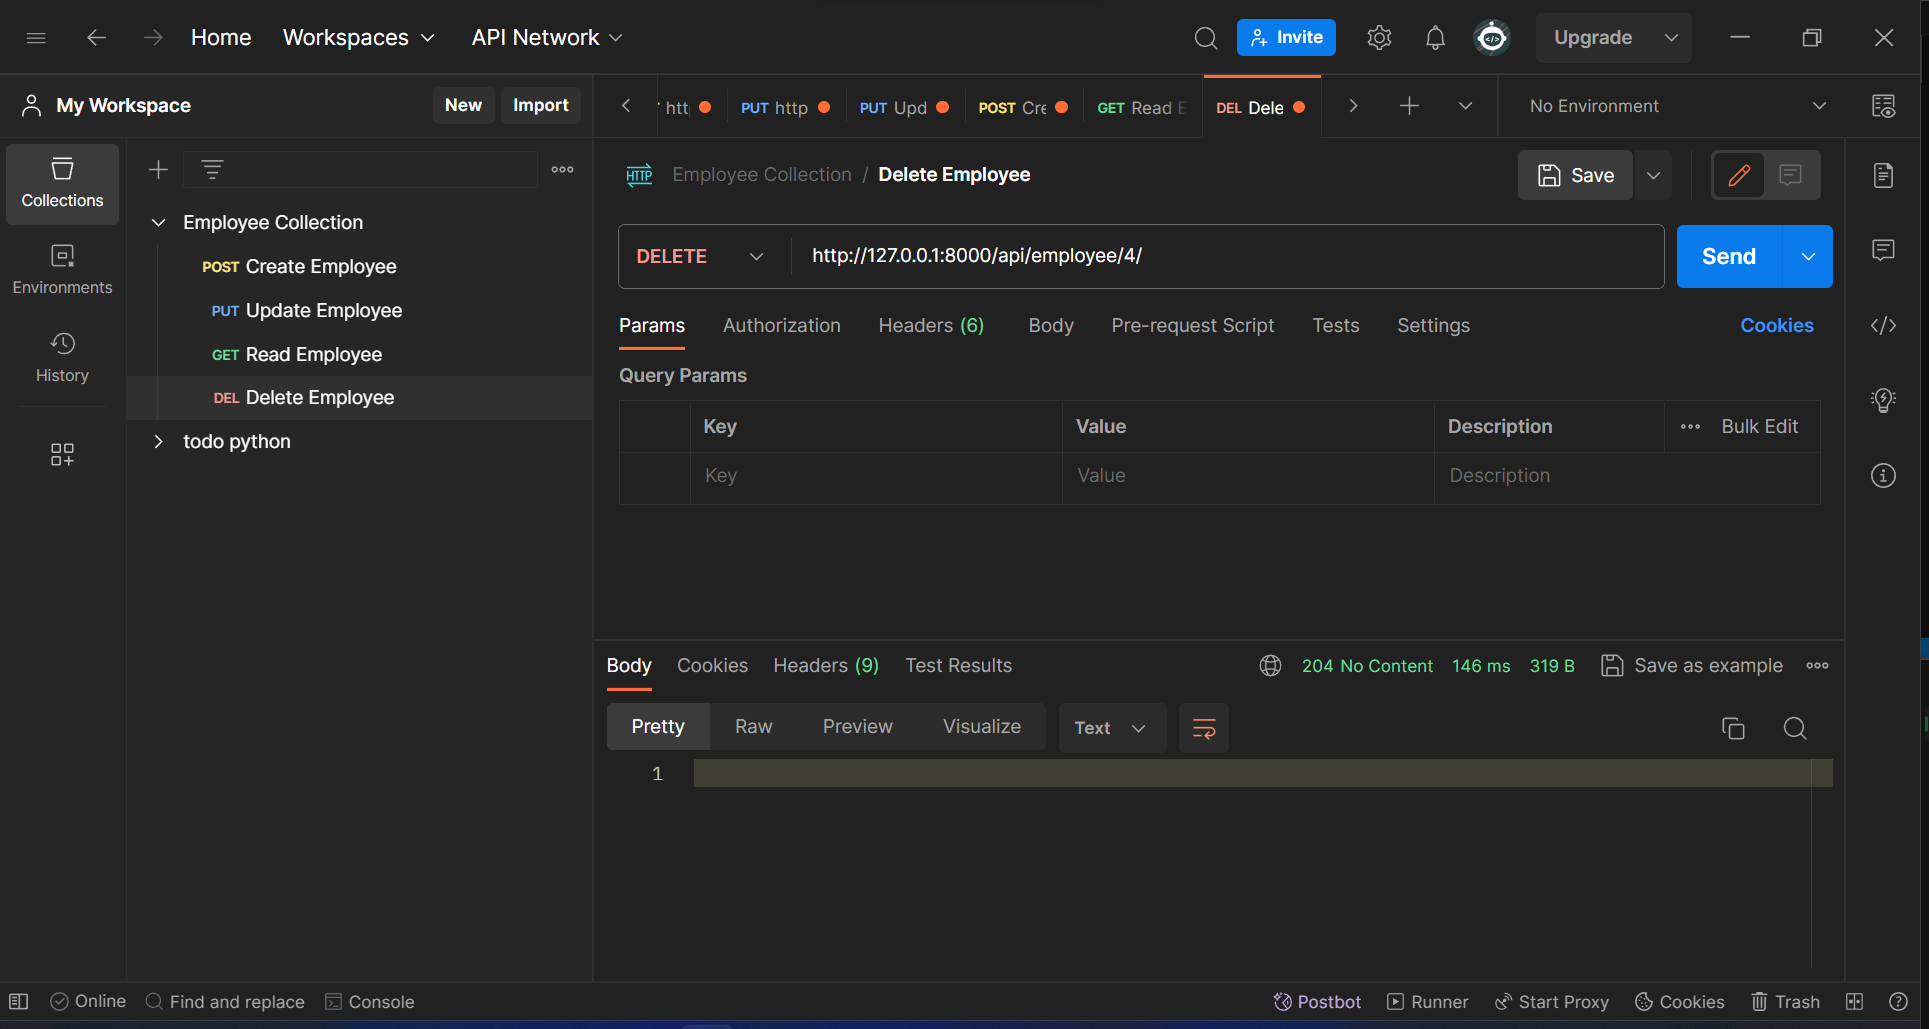 Home Workspaces API Network Invite Upgrade
My Workspace New Import
PUT http PUT Upd POST Cre GET Read E DEL Dele No Environment
Collections
Environments
History
Employee Collection
POST Create Employee
PUT Update Employee
GET Read Employee
DEL Delete Employee
todo python
HTTP Employee Collection / Delete Employee Save
DELETE http://127.0.0.1:8000/api/employee/4/ Send
Params Authorization Headers (6) Body Pre-request Script Tests Settings Cookies
Query Params
Key Value Description Bulk Edit
Key Value Description
Body Cookies Headers (9) Test Results 204 No Content 146 ms 319 B Save as example
Pretty Raw Preview Visualize Text
1
Online Find and replace Console Postbot Runner Start Proxy Cookies Trash